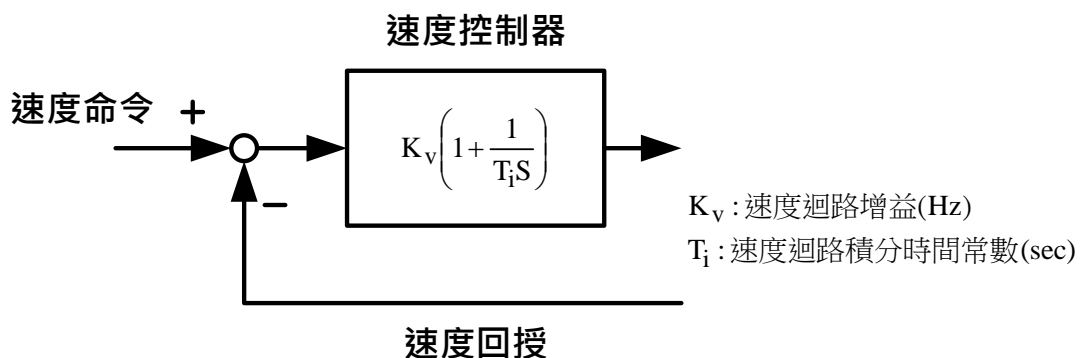 速度控制器
速度命令 +
K_v(1+1/(T_iS))
−
K_v : 速度迴路增益(Hz)
T_i : 速度迴路積分時間常數(sec)
速度回授